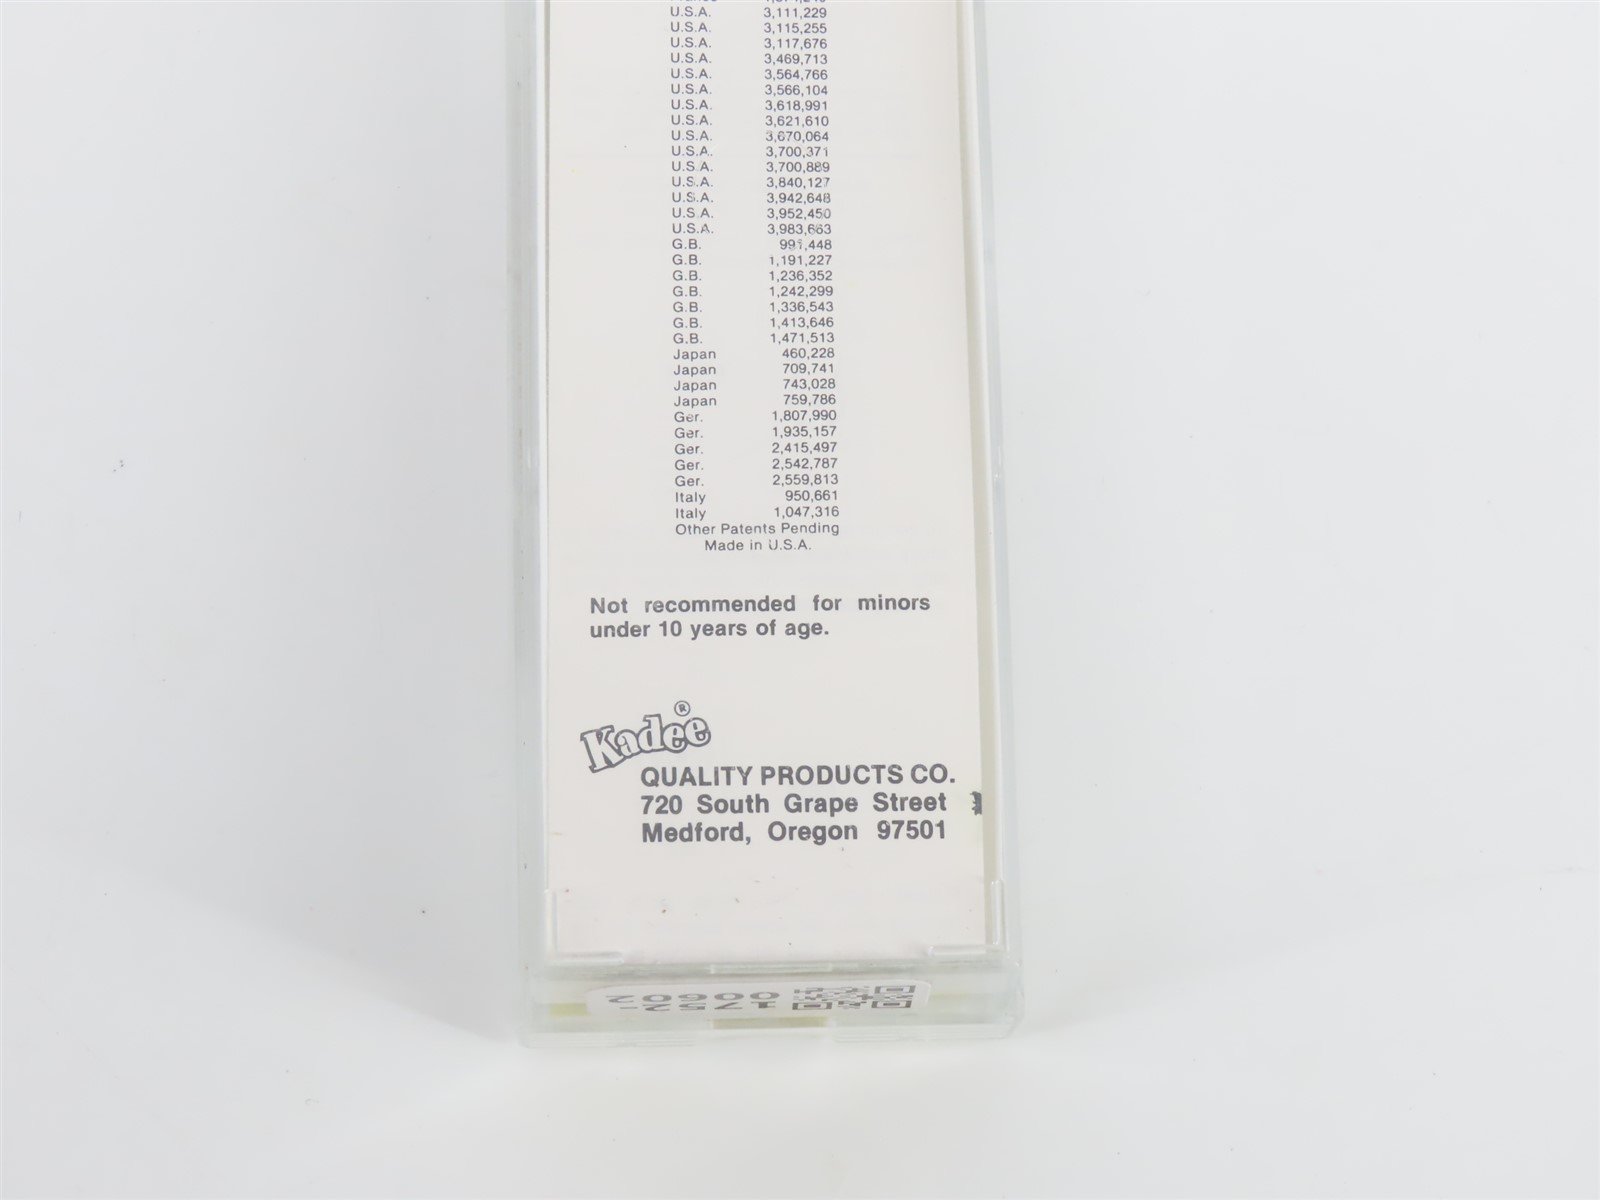 U.S.A. 3,111,229
U.S.A. 3,115,255
U.S.A. 3,117,676
U.S.A. 3,469,713
U.S.A. 3,564,766
U.S.A. 3,566,104
U.S.A. 3,618,991
U.S.A. 3,621,610
U.S.A. 3,670,064
U.S.A. 3,700,371
U.S.A. 3,700,889
U.S.A. 3,840,127
U.S.A. 3,942,648
U.S.A. 3,952,450
U.S.A. 3,983,663
G.B. 991,448
G.B. 1,191,227
G.B. 1,236,352
G.B. 1,242,299
G.B. 1,336,543
G.B. 1,413,646
G.B. 1,471,513
Japan 460,228
Japan 709,741
Japan 743,028
Japan 759,786
Ger. 1,807,990
Ger. 1,935,157
Ger. 2,415,497
Ger. 2,542,787
Ger. 2,559,813
Italy 950,661
Italy 1,047,316
Other Patents Pending
Made in U.S.A.
Not recommended for minors
under 10 years of age.
Kadee®
QUALITY PRODUCTS CO.
720 South Grape Street
Medford, Oregon 97501